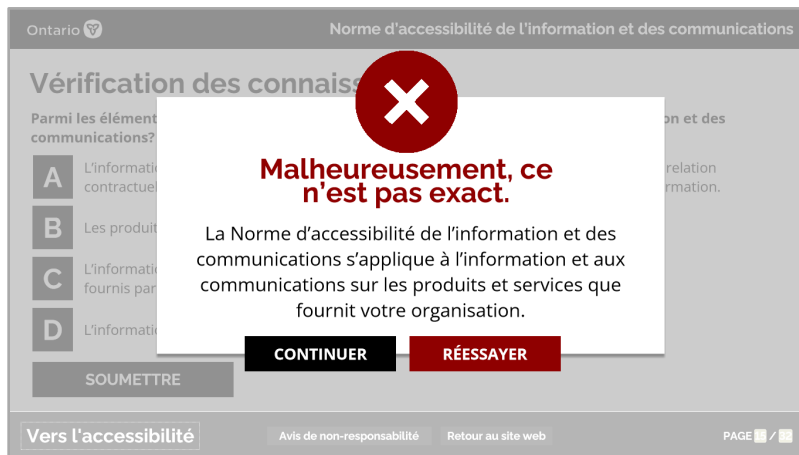 Ontario
Norme d’accessibilité de l’information et des communications
Vérification des connaiss
Parmi les élément
on et des
communications?
A
L’informati
relation
contractuel
rmation.
B
Les produit
C
L’informati
fournis par
D
L’informati
SOUMETTRE
Malheureusement, ce
n’est pas exact.
La Norme d’accessibilité de l’information et des
communications s’applique à l’information et aux
communications sur les produits et services que
fournit votre organisation.
CONTINUER
RÉESSAYER
Vers l'accessibilité
Avis de non-responsabilité
Retour au site web
PAGE 15 / 32